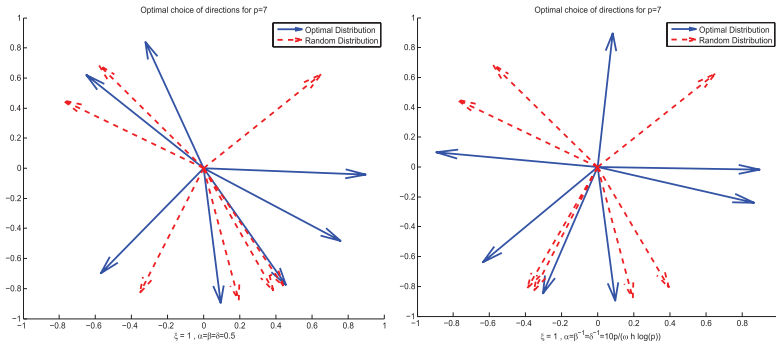 Optimal choice of directions for p=7
Optimal Distribution
Random Distribution
1
0.8
0.6
0.4
0.2
0
−0.2
−0.4
−0.6
−0.8
−1
−1 −0.8 −0.6 −0.4 −0.2 0 0.2 0.4 0.6 0.8 1
ξ = 1 , α=β=δ=0.5
Optimal choice of directions for p=7
Optimal Distribution
Random Distribution
1
0.8
0.6
0.4
0.2
0
−0.2
−0.4
−0.6
−0.8
−1
−1 −0.8 −0.6 −0.4 −0.2 0 0.2 0.4 0.6 0.8 1
ξ = 1 , α=β⁻¹=δ⁻¹=10p/(ω h log(p))